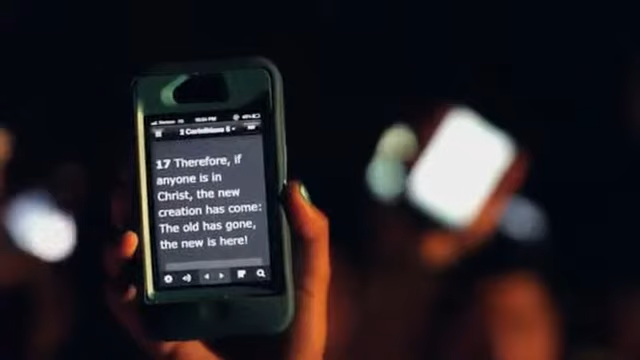 Verizon
2 Corinthians 5
17 Therefore, if
anyone is in
Christ, the new
creation has come:
The old has gone,
the new is here!